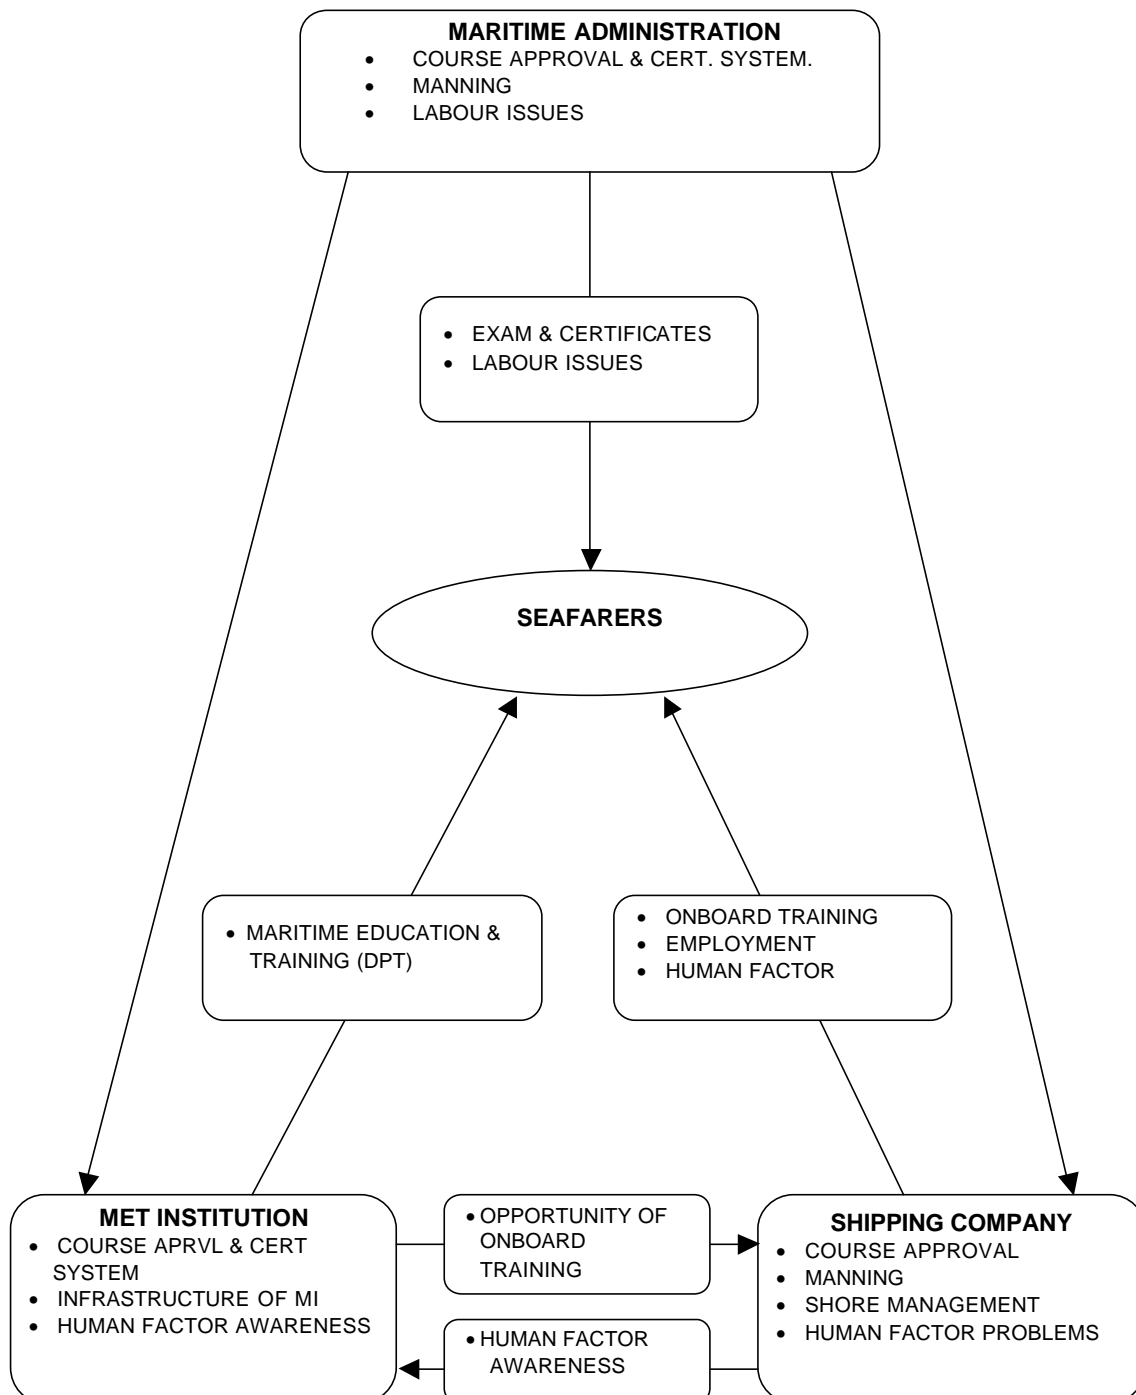 MARITIME ADMINISTRATION
• COURSE APPROVAL & CERT. SYSTEM.
• MANNING
• LABOUR ISSUES
• EXAM & CERTIFICATES
• LABOUR ISSUES
SEAFARERS
• MARITIME EDUCATION &
TRAINING (DPT)
• ONBOARD TRAINING
• EMPLOYMENT
• HUMAN FACTOR
MET INSTITUTION
• COURSE APRVL & CERT
SYSTEM
• INFRASTRUCTURE OF MI
• HUMAN FACTOR AWARENESS
• OPPORTUNITY OF
ONBOARD
TRAINING
• HUMAN FACTOR
AWARENESS
SHIPPING COMPANY
• COURSE APPROVAL
• MANNING
• SHORE MANAGEMENT
• HUMAN FACTOR PROBLEMS